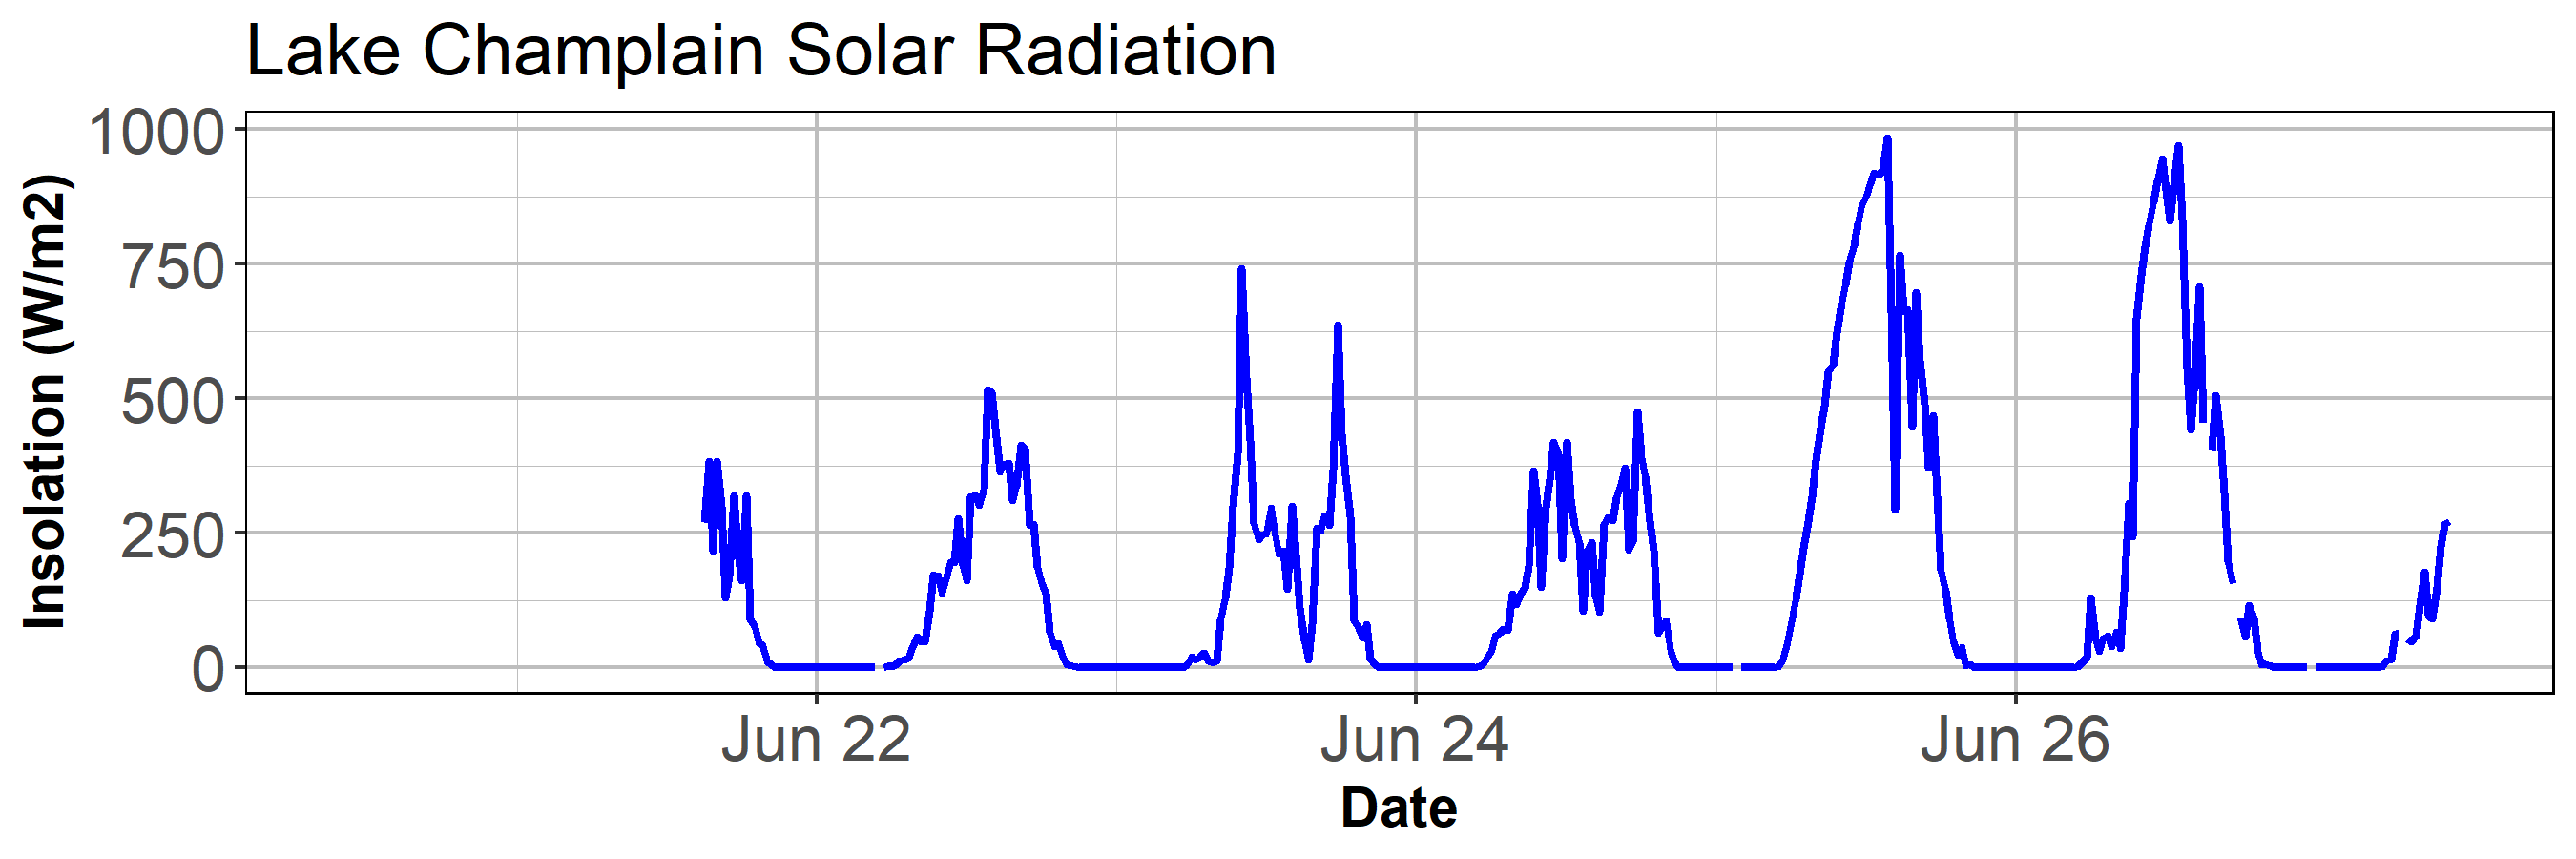 Lake Champlain Solar Radiation
Insolation (W/m2)
1000
750
500
250
0
Jun 22
Jun 24
Jun 26
Date